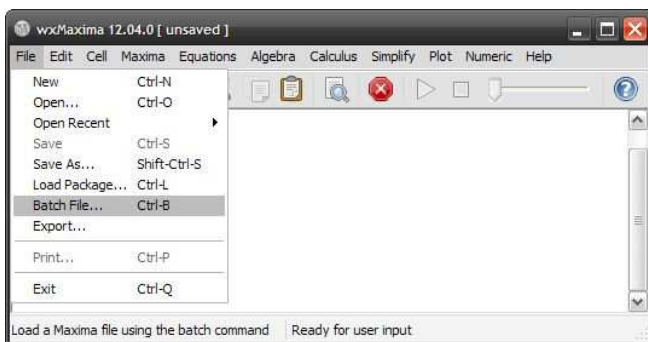 wxMaxima 12.04.0 [ unsaved ]
File Edit Cell Maxima Equations Algebra Calculus Simplify Plot Numeric Help
New Ctrl-N
Open... Ctrl-O
Open Recent
Save Ctrl-S
Save As... Shift-Ctrl-S
Load Package... Ctrl-L
Batch File... Ctrl-B
Export...
Print... Ctrl-P
Exit Ctrl-Q
Load a Maxima file using the batch command Ready for user input